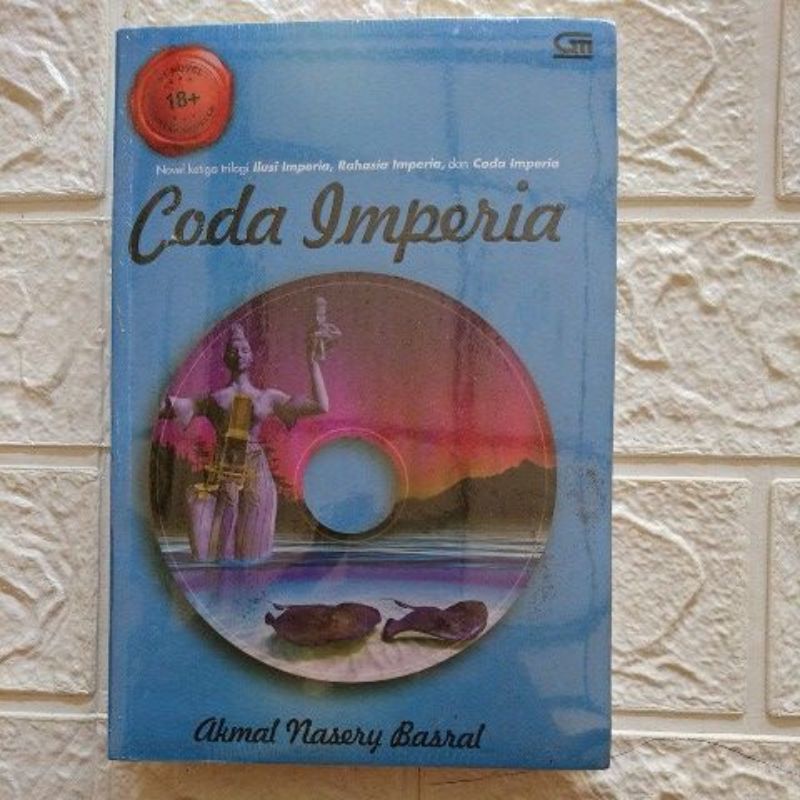 18+
Novel ketiga trilogi Ilusi Imperia, Rahasia Imperia, dan Coda Imperia
Coda Imperia
Akmal Nasery Basral